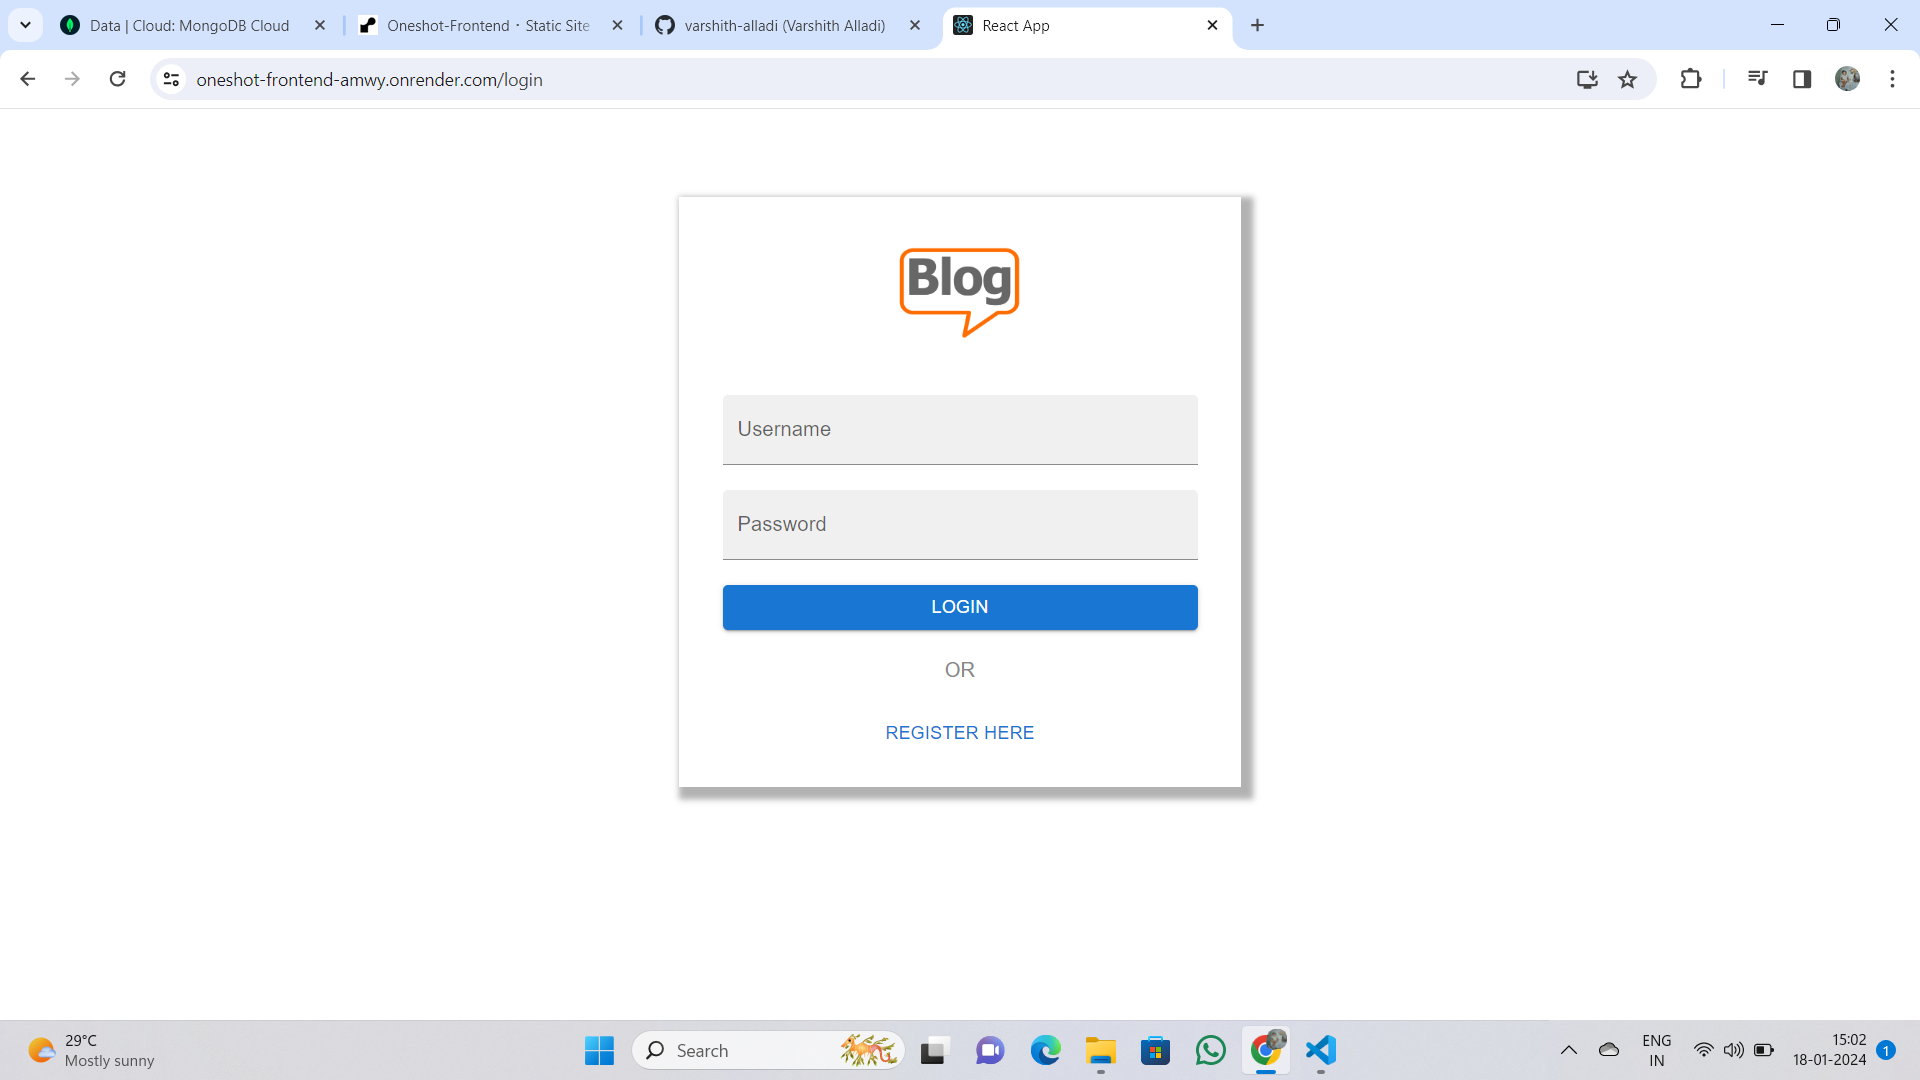 Data | Cloud: MongoDB Cloud
Oneshot-Frontend · Static Site
varshith-alladi (Varshith Alladi)
React App
oneshot-frontend-amwy.onrender.com/login
Blog
Username
Password
LOGIN
OR
REGISTER HERE
29°C
Mostly sunny
Search
ENG
IN
15:02
18-01-2024
1